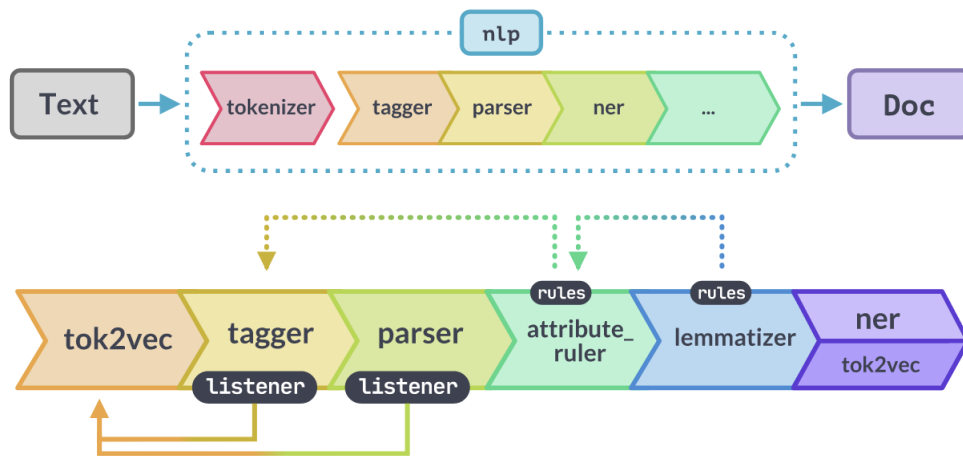 nlp
Text
tokenizer
tagger
parser
ner
...
Doc
rules
rules
tok2vec
tagger
parser
attribute_
ruler
lemmatizer
ner
tok2vec
listener
listener